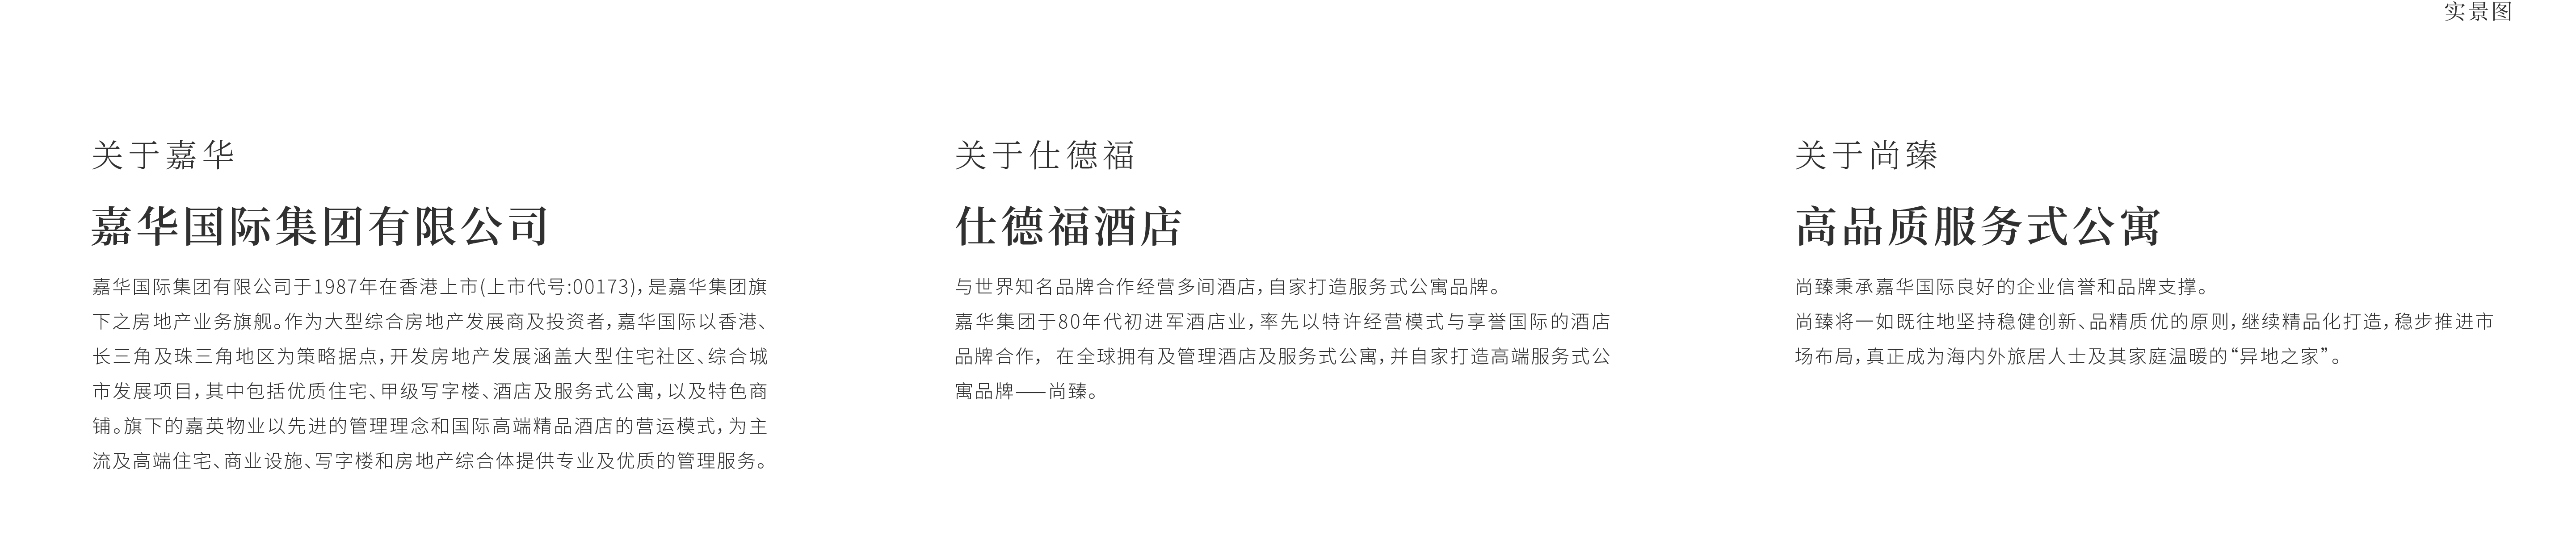 实景图
关于嘉华
嘉华国际集团有限公司
嘉华国际集团有限公司于1987年在香港上市(上市代号:00173)，是嘉华集团旗
下之房地产业务旗舰。作为大型综合房地产发展商及投资者，嘉华国际以香港、
长三角及珠三角地区为策略据点，开发房地产发展涵盖大型住宅社区、综合城
市发展项目，其中包括优质住宅、甲级写字楼、酒店及服务式公寓，以及特色商
铺。旗下的嘉英物业以先进的管理理念和国际高端精品酒店的营运模式，为主
流及高端住宅、商业设施、写字楼和房地产综合体提供专业及优质的管理服务。
关于仕德福
仕德福酒店
与世界知名品牌合作经营多间酒店，自家打造服务式公寓品牌。
嘉华集团于80年代初进军酒店业，率先以特许经营模式与享誉国际的酒店
品牌合作， 在全球拥有及管理酒店及服务式公寓，并自家打造高端服务式公
寓品牌——尚臻。
关于尚臻
高品质服务式公寓
尚臻秉承嘉华国际良好的企业信誉和品牌支撑。
尚臻将一如既往地坚持稳健创新、品精质优的原则，继续精品化打造，稳步推进市
场布局，真正成为海内外旅居人士及其家庭温暖的“异地之家”。